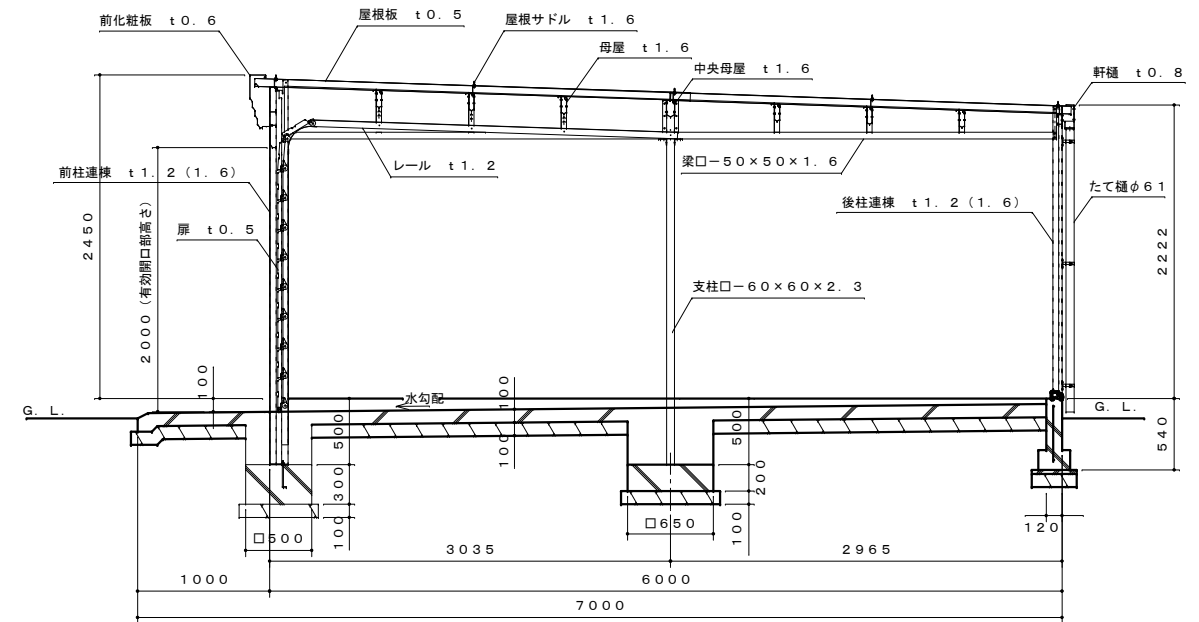 前化粧板 t0.6
屋根板 t0.5
屋根サドル t1.6
母屋 t1.6
中央母屋 t1.6
軒樋 t0.8
レール t1.2
梁口-50×50×1.6
前柱連棟 t1.2(1.6)
後柱連棟 t1.2(1.6)
たて樋φ61
扉 t0.5
支柱口-60×60×2.3
2450
2000(有効開口部高さ)
2222
100
水勾配
100
G.L.
G.L.
500
100
500
540
300
200
100
100
□500
□650
120
3035
2965
1000
6000
7000